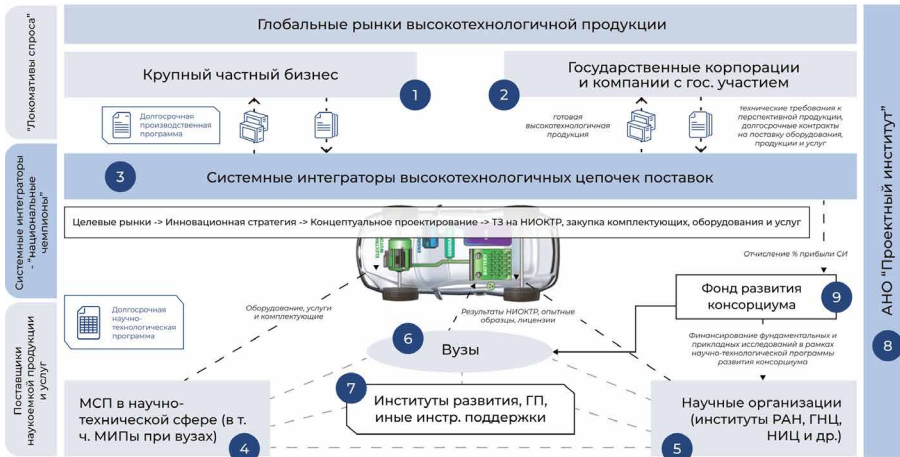 Глобальные рынки высокотехнологичной продукции
"Локомативы спроса"
Крупный частный бизнес
1
2
Государственные корпорации
и компании с гос. участием
Долгосрочная
производственная
программа
готовая
высокотехнологичная
продукция
технические требования к
перспективной продукции,
долгосрочные контракты
на поставку оборудования,
продукции и услуг
Системные интеграторы
- "национальные
чемпионы"
3
Системные интеграторы высокотехнологичных цепочек поставок
Целевые рынки -> Инновационная стратегия -> Концептуальное проектирование -> ТЗ на НИОКТР, закупка комплектующих, оборудования и услуг
Отчисление % прибыли СИ
Фонд развития
консорциума
9
Финансирование фундаментальных и
прикладных исследований в рамках
научно-технологической программы
развития консорциума
Поставщики
наукоемкой продукции
и услуг
Долгосрочная
научно-
технологическая
программа
Оборудование, услуги
и комплектующие
Результаты НИОКТР, опытные
образцы, лицензии
6
Вузы
7
Институты развития, ГП,
иные инстр. поддержки
МСП в научно-
технической сфере (в т.
ч. МИПы при вузах)
4
Научные организации
(институты РАН, ГНЦ,
НИЦ и др.)
5
АНО "Проектный институт"
8